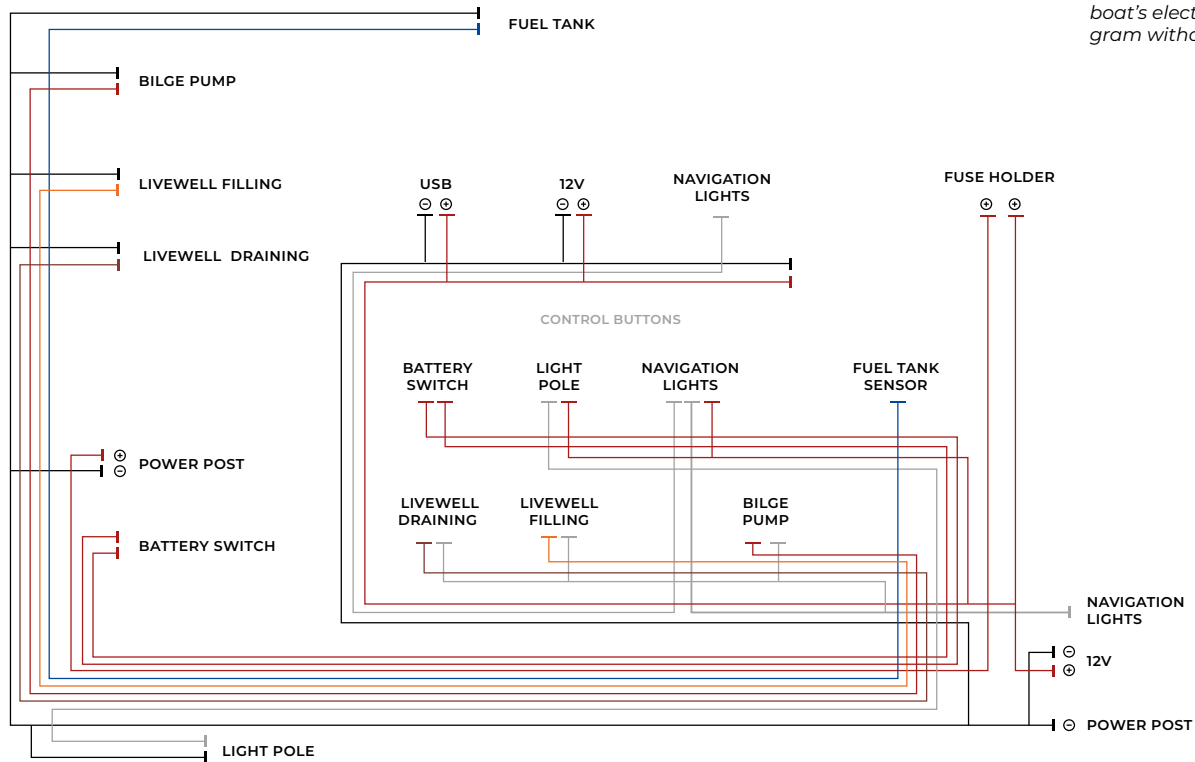 boat's elect
gram witho
FUEL TANK
BILGE PUMP
LIVEWELL FILLING
LIVEWELL DRAINING
USB
⊖ ⊕
12V
⊖ ⊕
NAVIGATION
LIGHTS
FUSE HOLDER
⊕ ⊕
CONTROL BUTTONS
BATTERY
SWITCH
LIGHT
POLE
NAVIGATION
LIGHTS
FUEL TANK
SENSOR
⊕
⊖
POWER POST
LIVEWELL
DRAINING
LIVEWELL
FILLING
BILGE
PUMP
BATTERY SWITCH
NAVIGATION
LIGHTS
⊖
⊕
12V
⊖ POWER POST
LIGHT POLE